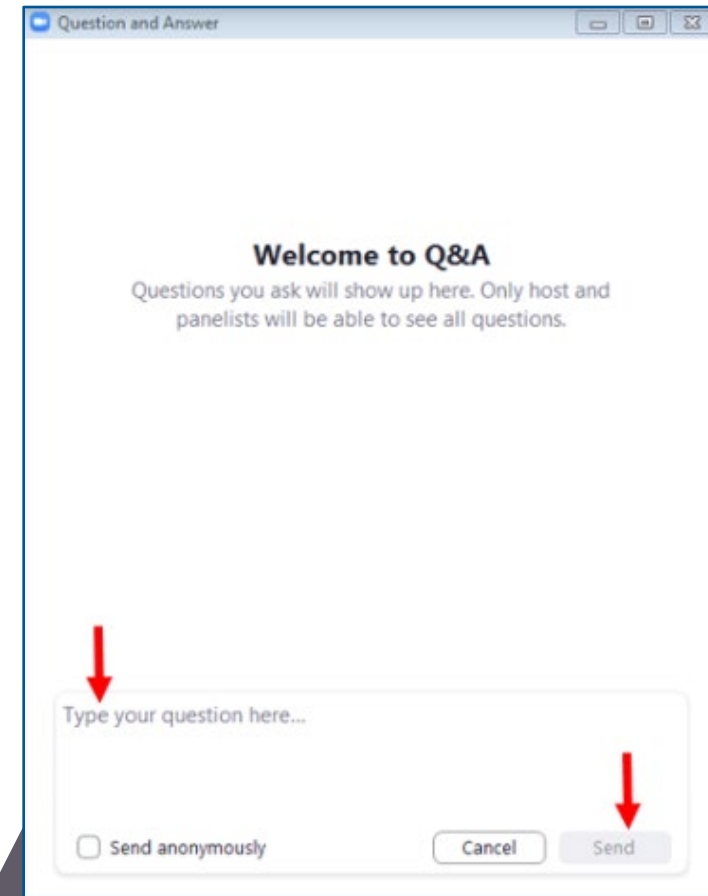 Question and Answer
Welcome to Q&A
Questions you ask will show up here. Only host and
panelists will be able to see all questions.
Type your question here...
Send anonymously
Cancel
Send